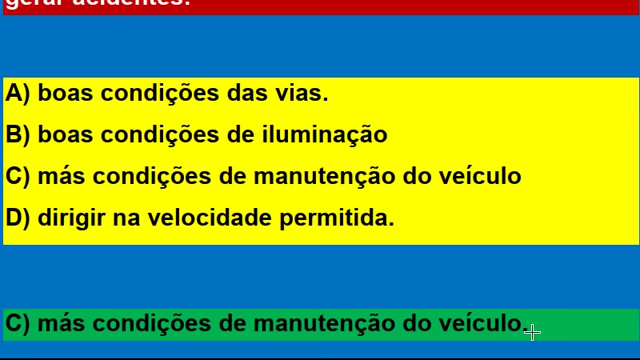 gerar acidentes:
A) boas condições das vias.
B) boas condições de iluminação
C) más condições de manutenção do veículo
D) dirigir na velocidade permitida.
C) más condições de manutenção do veículo.